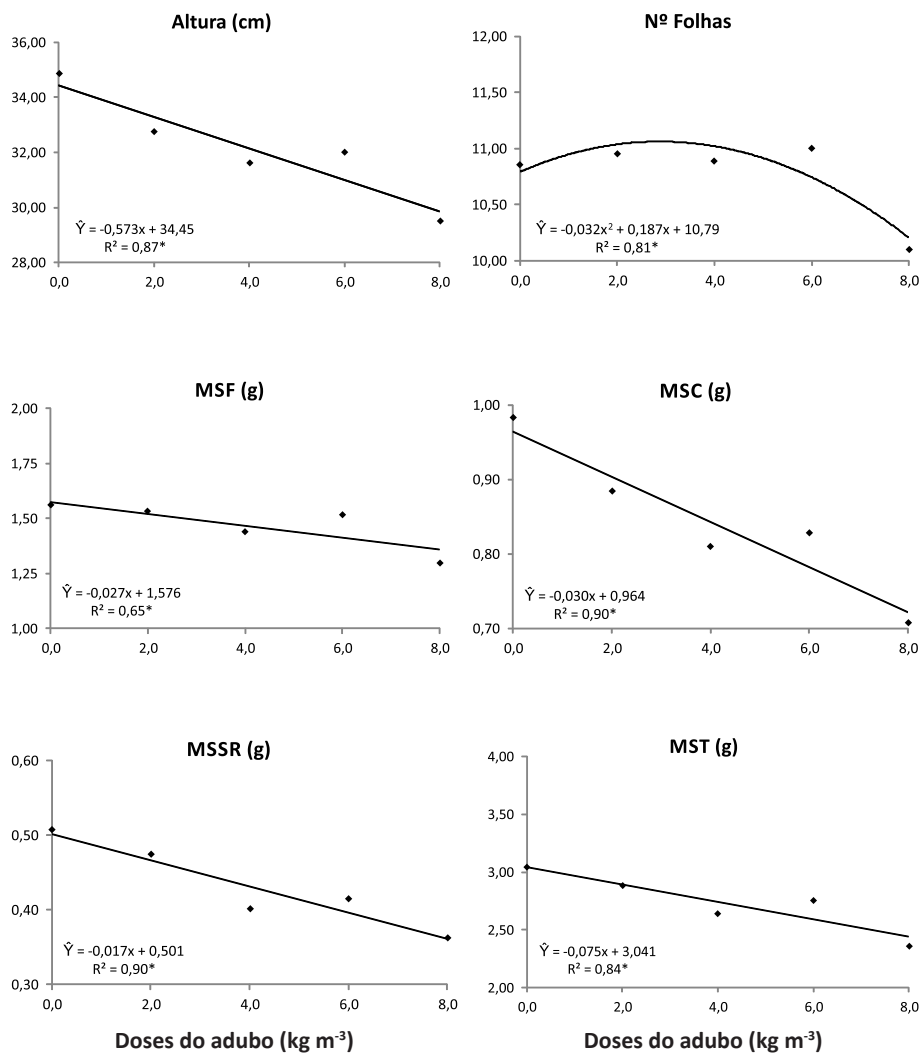 Altura (cm)
36,00
34,00
32,00
30,00
28,00
Ŷ = -0,573x + 34,45
R² = 0,87*
0,0 2,0 4,0 6,0 8,0
Nº Folhas
12,00
11,50
11,00
10,50
10,00
Ŷ = -0,032x² + 0,187x + 10,79
R² = 0,81*
0,0 2,0 4,0 6,0 8,0
MSF (g)
2,00
1,75
1,50
1,25
1,00
Ŷ = -0,027x + 1,576
R² = 0,65*
0,0 2,0 4,0 6,0 8,0
MSC (g)
1,00
0,90
0,80
0,70
Ŷ = -0,030x + 0,964
R² = 0,90*
0,0 2,0 4,0 6,0 8,0
MSSR (g)
0,60
0,50
0,40
0,30
Ŷ = -0,017x + 0,501
R² = 0,90*
0,0 2,0 4,0 6,0 8,0
Doses do adubo (kg m⁻³)
MST (g)
4,00
3,50
3,00
2,50
2,00
Ŷ = -0,075x + 3,041
R² = 0,84*
0,0 2,0 4,0 6,0 8,0
Doses do adubo (kg m⁻³)